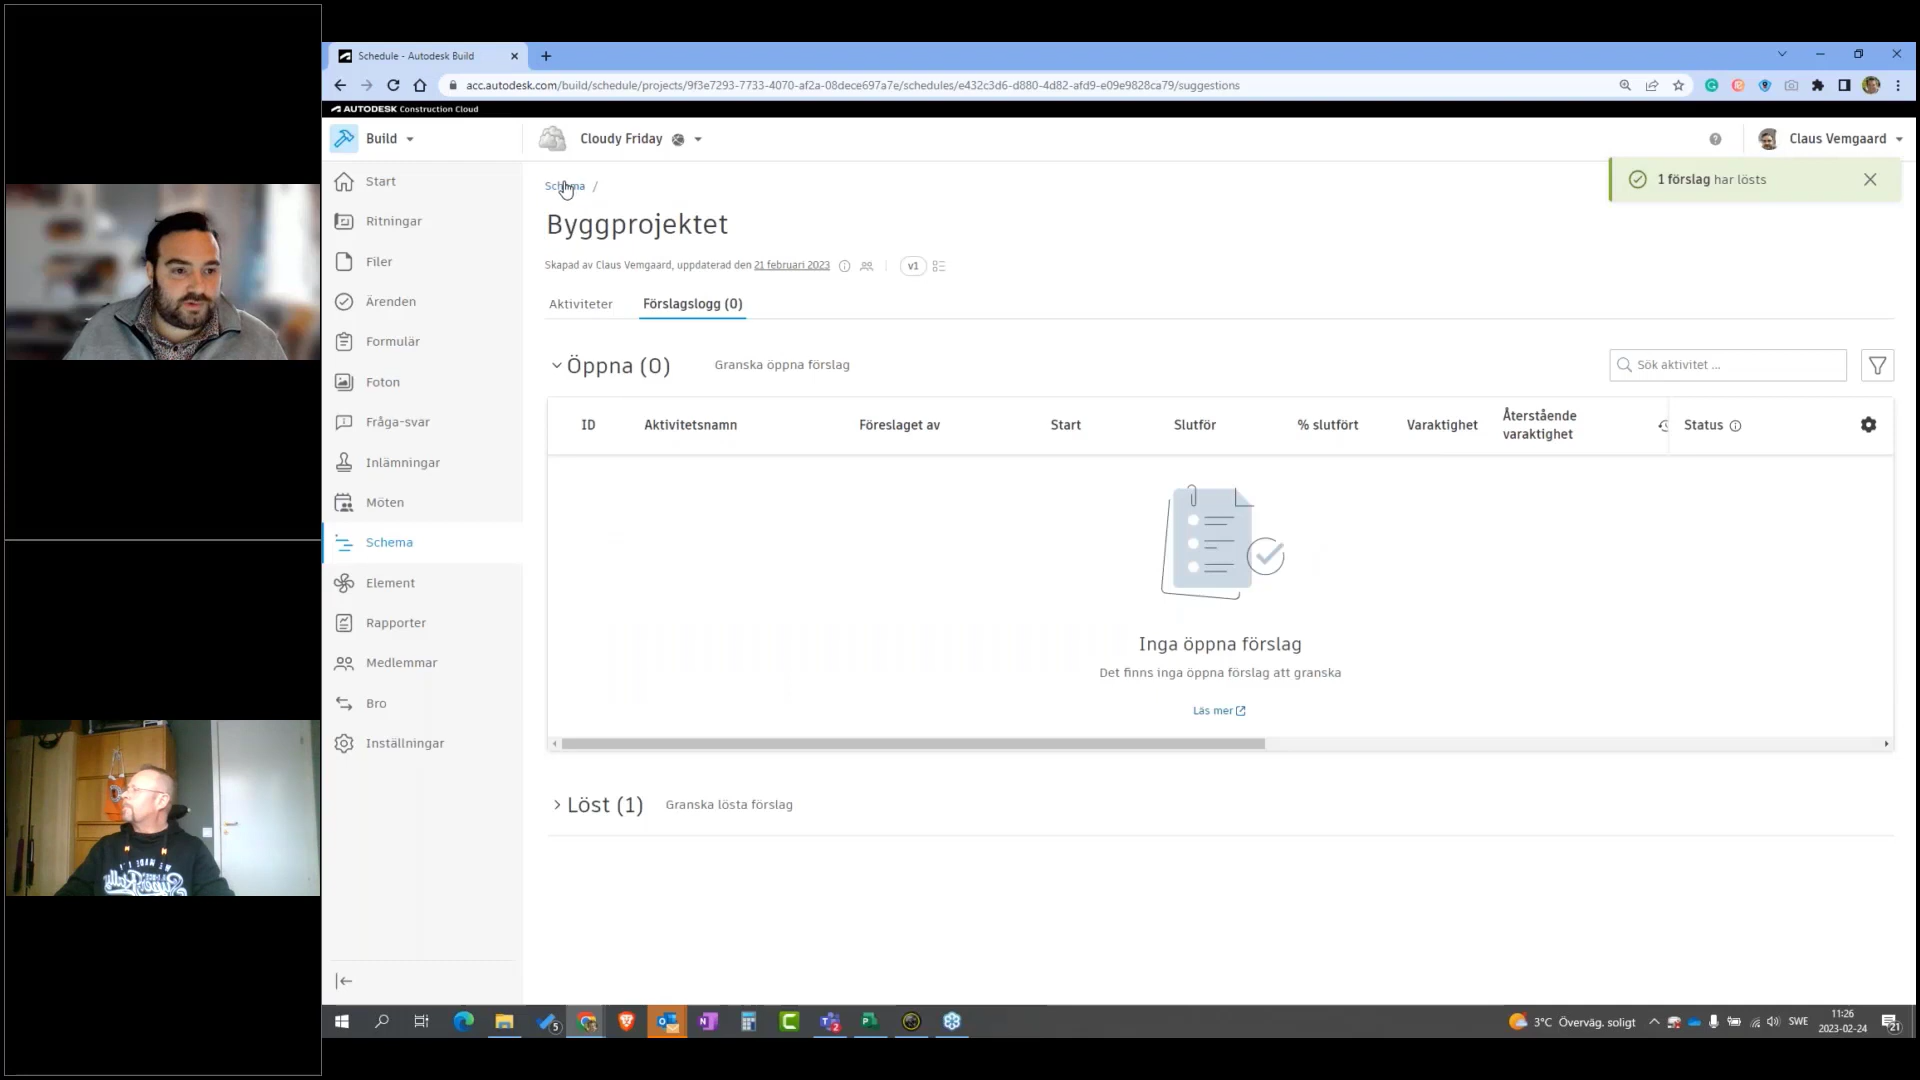 Schedule - Autodesk Build
acc.autodesk.com/build/schedule/projects/9f3e7293-7733-4070-af2a-08dece697a7e/schedules/e432c3d6-d880-4d82-afd9-e09e9828ca79/suggestions
AUTODESK Construction Cloud
Build
Cloudy Friday
Claus Vemgaard
1 förslag har lösts
Start
Ritningar
Filer
Ärenden
Formulär
Foton
Fråga-svar
Inlämningar
Möten
Schema
Element
Rapporter
Medlemmar
Bro
Inställningar
Schema /
Byggprojektet
Skapad av Claus Vemgaard, uppdaterad den 21 februari 2023
v1
Aktiviteter
Förslagslogg (0)
Öppna (0)
Granska öppna förslag
Sök aktivitet ...
ID
Aktivitetsnamn
Föreslaget av
Start
Slutför
% slutfört
Varaktighet
Återstående
varaktighet
Status
Inga öppna förslag
Det finns inga öppna förslag att granska
Läs mer
Löst (1)
Granska lösta förslag
3°C Överväg. soligt
SWE
11:26
2023-02-24
21